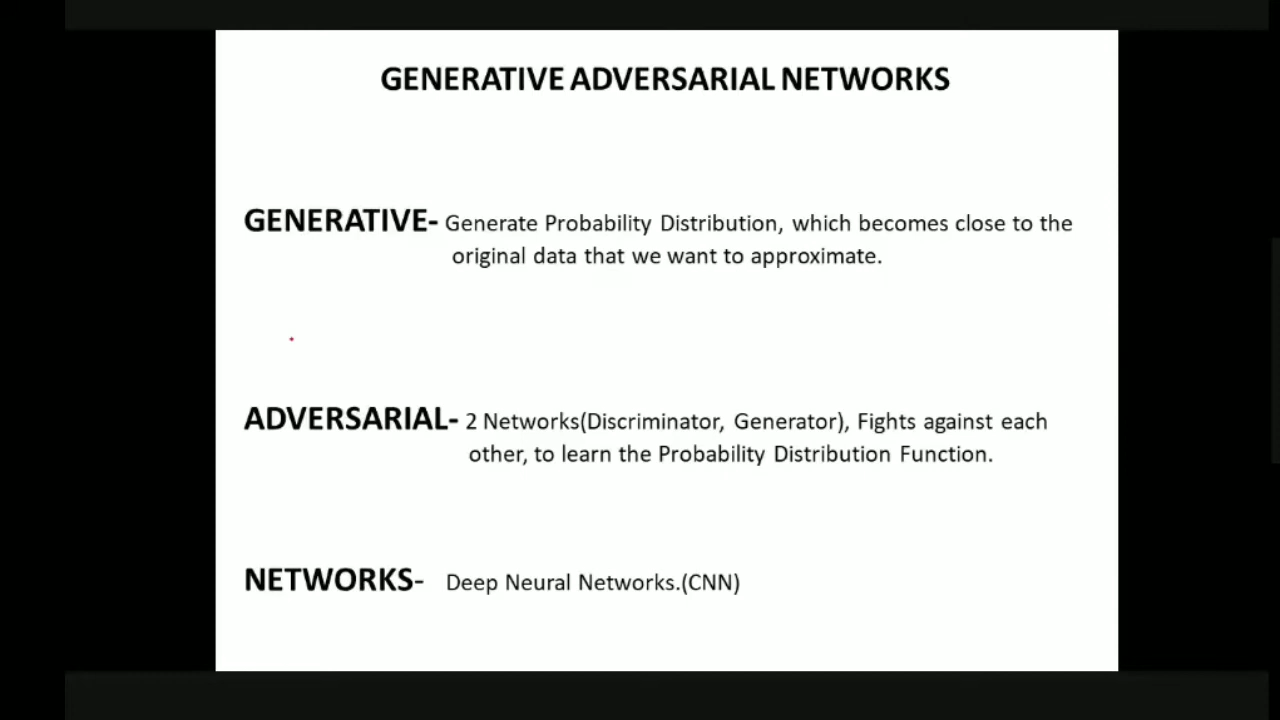 GENERATIVE ADVERSARIAL NETWORKS
GENERATIVE- Generate Probability Distribution, which becomes close to the
original data that we want to approximate.
ADVERSARIAL- 2 Networks(Discriminator, Generator), Fights against each
other, to learn the Probability Distribution Function.
NETWORKS- Deep Neural Networks.(CNN)